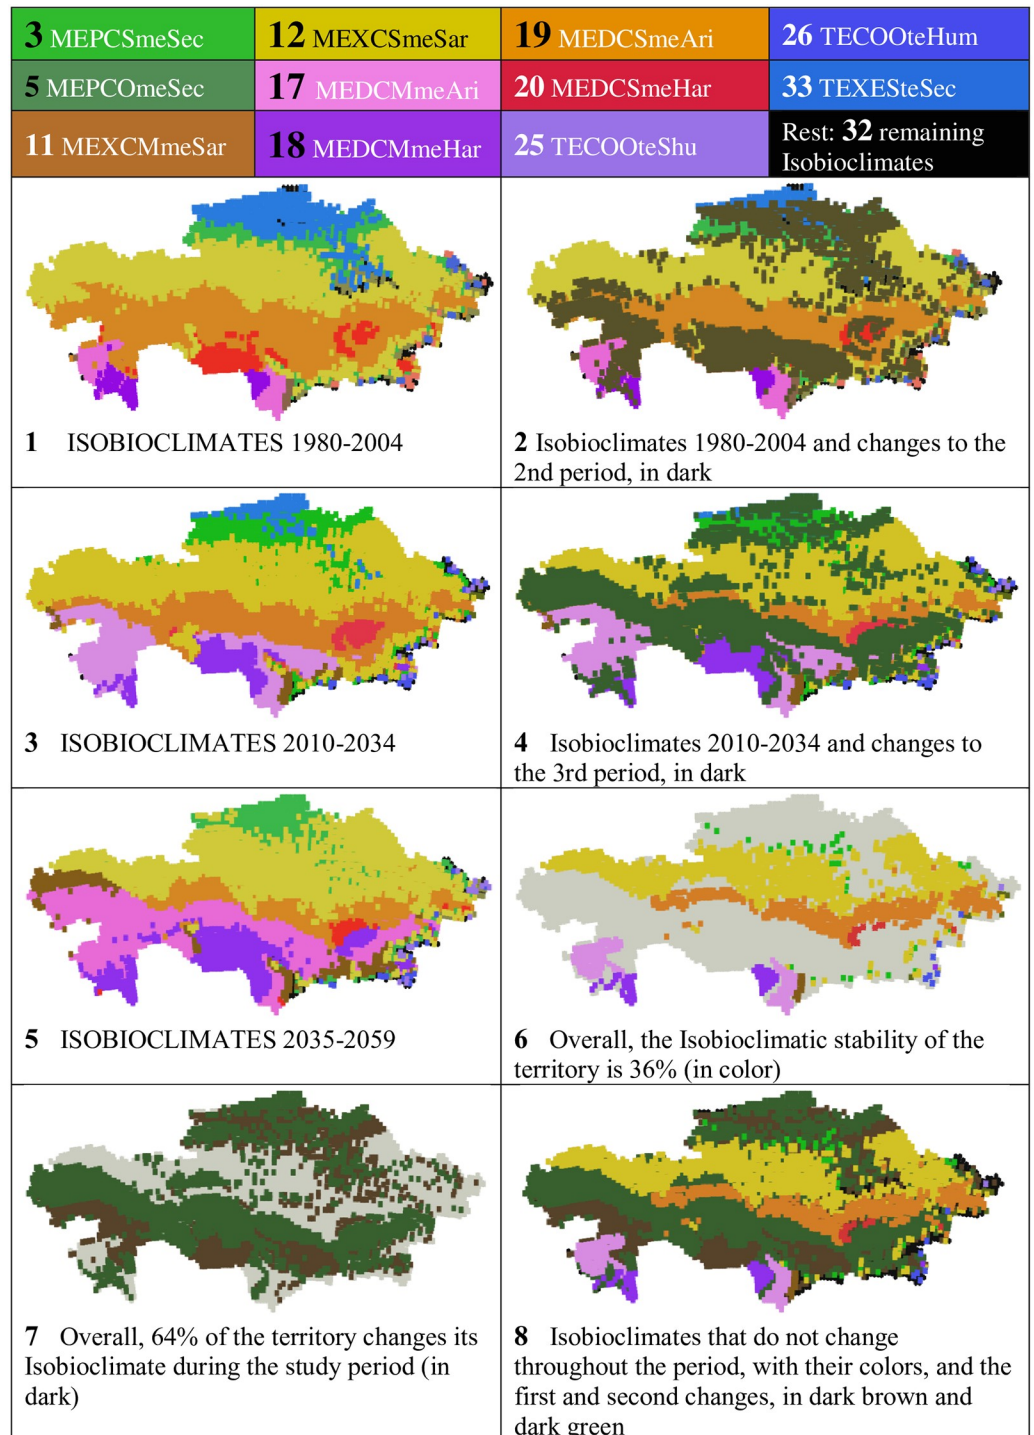 3 MEPCSmeSec
12 MEXCSmeSar
19 MEDCSmeAri
26 TECOOteHum
5 MEPCOmeSec
17 MEDCMmeAri
20 MEDCSmeHar
33 TEXESteSec
11 MEXCMmeSar
18 MEDCMmeHar
25 TECOOteShu
Rest: 32 remaining
Isobioclimates
1 ISOBIOCLIMATES 1980-2004
2 Isobioclimates 1980-2004 and changes to the
2nd period, in dark
3 ISOBIOCLIMATES 2010-2034
4 Isobioclimates 2010-2034 and changes to
the 3rd period, in dark
5 ISOBIOCLIMATES 2035-2059
6 Overall, the Isobioclimatic stability of the
territory is 36% (in color)
7 Overall, 64% of the territory changes its
Isobioclimate during the study period (in
dark)
8 Isobioclimates that do not change
throughout the period, with their colors, and the
first and second changes, in dark brown and
dark green